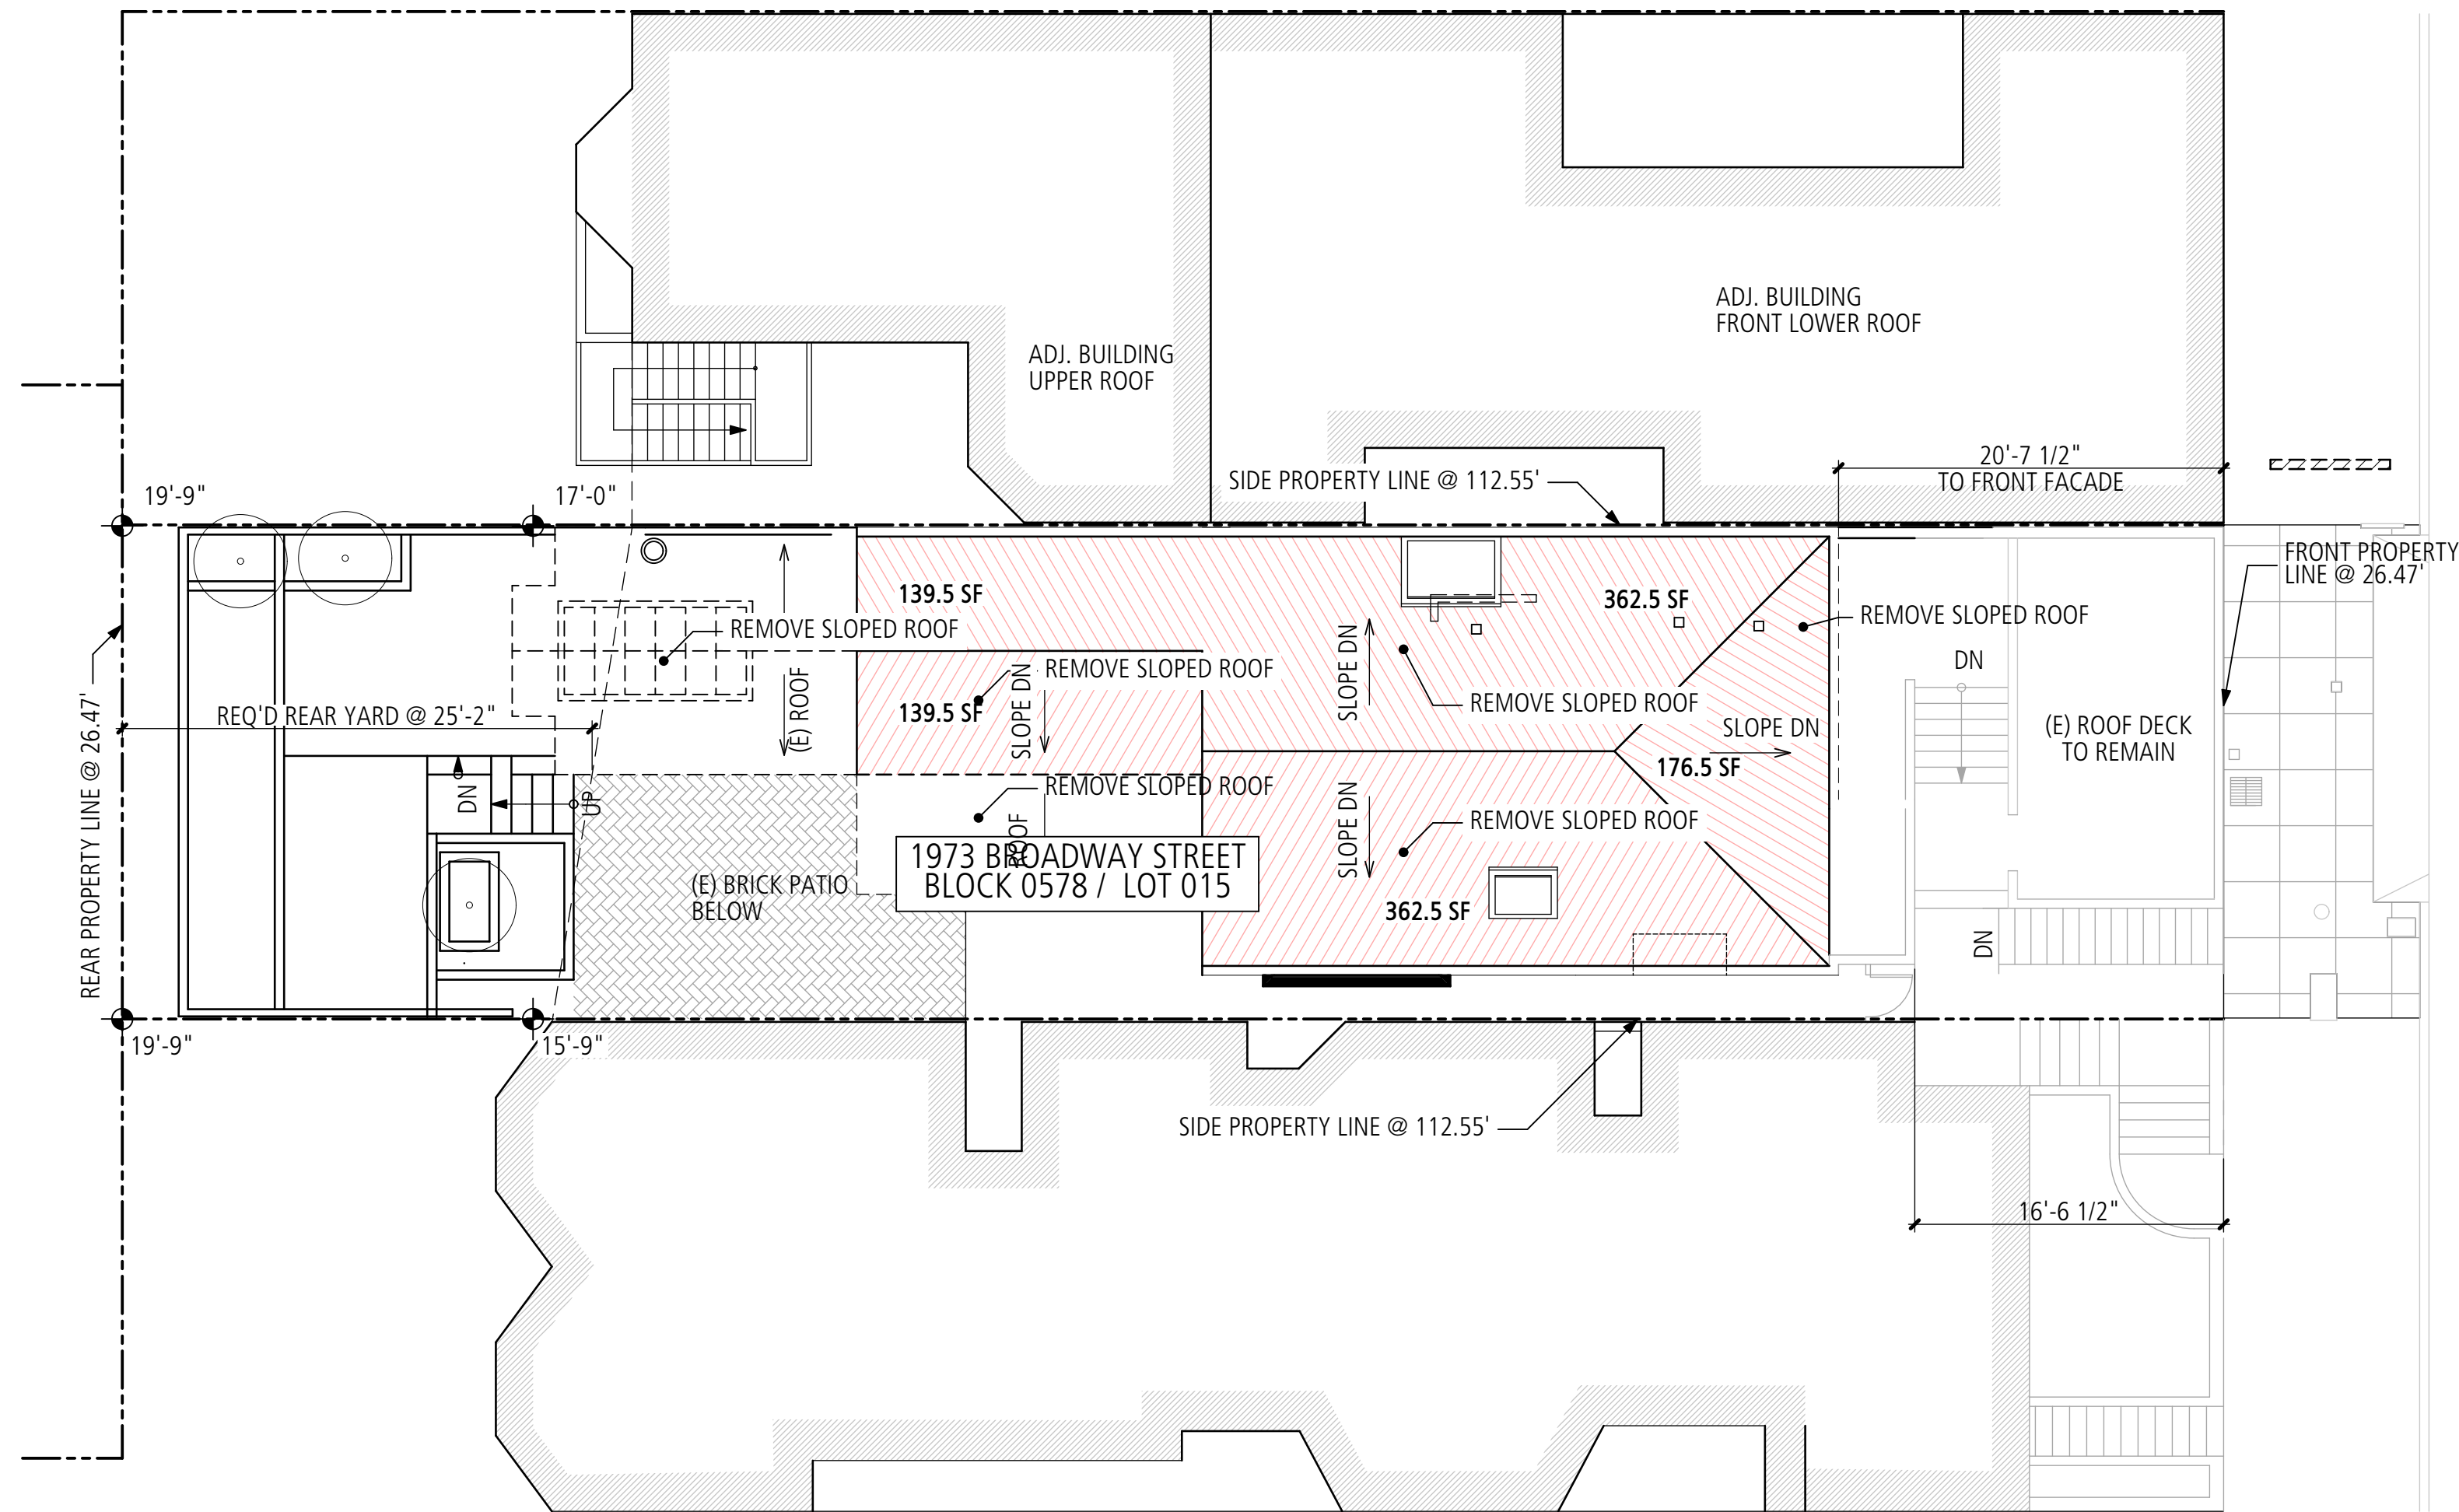 ADJ. BUILDING
FRONT LOWER ROOF
ADJ. BUILDING
UPPER ROOF
20'-7 1/2"
TO FRONT FACADE
SIDE PROPERTY LINE @ 112.55'
19'-9"
17'-0"
FRONT PROPERTY
LINE @ 26.47'
139.5 SF
362.5 SF
REMOVE SLOPED ROOF
REMOVE SLOPED ROOF
REMOVE SLOPED ROOF
SLOPE DN
SLOPE DN
DN
REMOVE SLOPED ROOF
(E) ROOF
139.5 SF
REQ'D REAR YARD @ 25'-2"
SLOPE DN
(E) ROOF DECK
TO REMAIN
176.5 SF
REAR PROPERTY LINE @ 26.47'
DN
UP
REMOVE SLOPED ROOF
SLOPE DN
REMOVE SLOPED ROOF
ROOF
1973 BROADWAY STREET
BLOCK 0578 / LOT 015
(E) BRICK PATIO
BELOW
362.5 SF
DN
19'-9"
15'-9"
SIDE PROPERTY LINE @ 112.55'
16'-6 1/2"